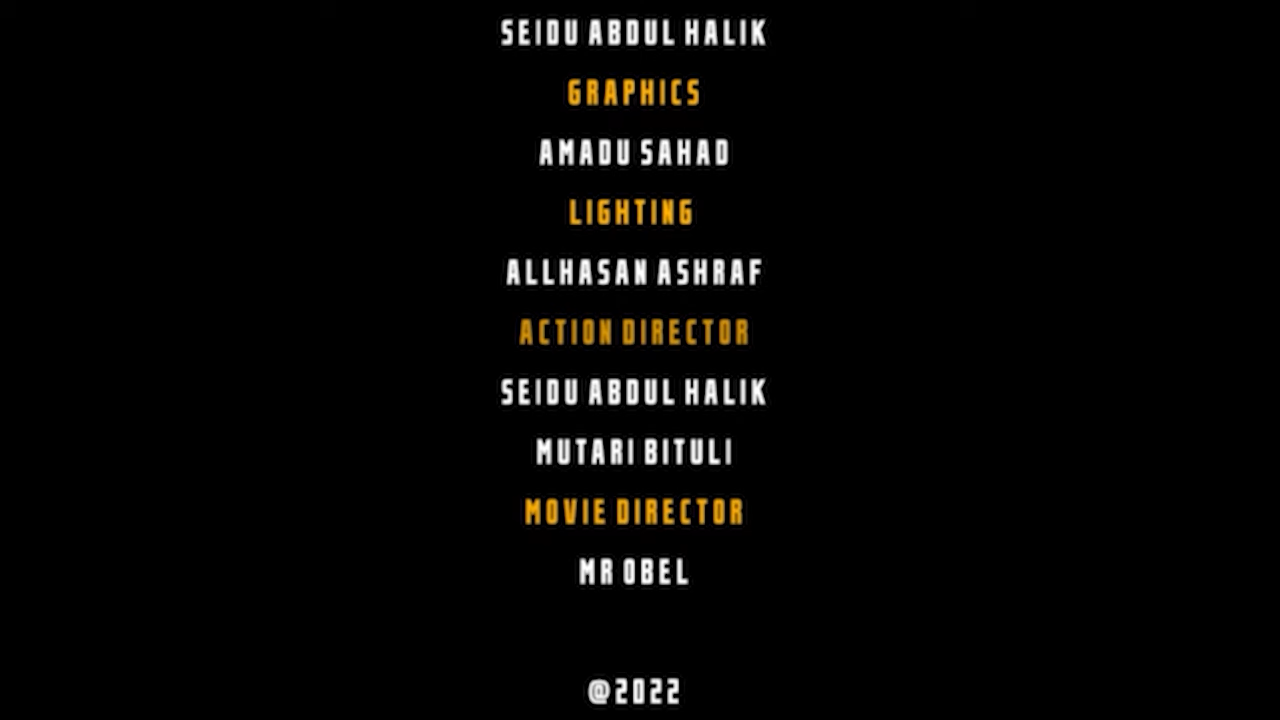 SEIDU ABDUL HALIK
GRAPHICS
AMADU SAHAD
LIGHTING
ALLHASAN ASHRAF
ACTION DIRECTOR
SEIDU ABDUL HALIK
MUTARI BITULI
MOVIE DIRECTOR
MR OBEL
@2022